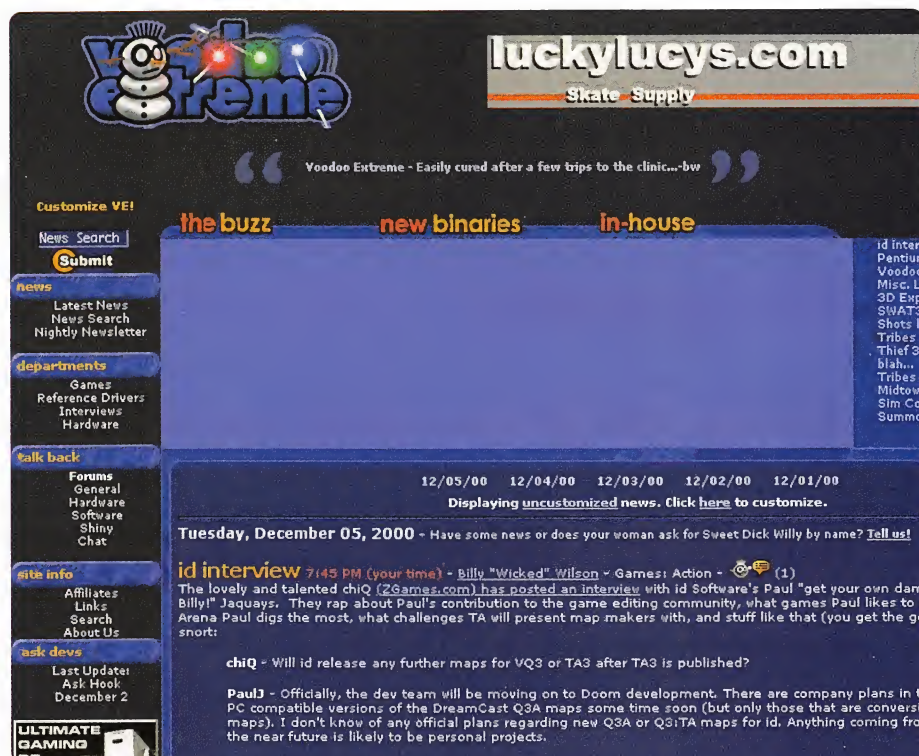 voodoo extreme
luckylucys.com
Skate Supply
“ Voodoo Extreme - Easily cured after a few trips to the clinic...-bw ”
Customize VE!
News Search
Submit
the buzz
new binaries
in-house
news
Latest News
News Search
Nightly Newsletter
departments
Games
Reference Drivers
Interviews
Hardware
talk back
Forums
General
Hardware
Software
Shiny
Chat
site info
Affiliates
Links
Search
About Us
ask devs
Last Update:
Ask Hook
December 2
ULTIMATE
GAMING
id inter
Pentiu
Voodoo
Misc. L
3D Exp
SWAT3
Shots
Tribes
Thief 3
blah...
Tribes
Midtow
Sim Co
Summo
12/05/00 12/04/00 12/03/00 12/02/00 12/01/00
Displaying uncustomized news. Click here to customize.
Tuesday, December 05, 2000 - Have some news or does your woman ask for Sweet Dick Willy by name? Tell us!
id interview 7:45 PM (your time) - Billy "Wicked" Wilson - Games: Action - (1)
The lovely and talented chiQ (ZGames.com) has posted an interview with id Software's Paul "get your own dam
Billy!" Jaquays. They rap about Paul's contribution to the game editing community, what games Paul likes to
Arena Paul digs the most, what challenges TA will present map makers with, and stuff like that (you get the g
snort:
chiQ - Will id release any further maps for VQ3 or TA3 after TA3 is published?
PaulJ - Officially, the dev team will be moving on to Doom development. There are company plans in
PC compatible versions of the DreamCast Q3A maps some time soon (but only those that are conversi
maps). I don't know of any official plans regarding new Q3A or Q3:TA maps for id. Anything coming fro
the near future is likely to be personal projects.